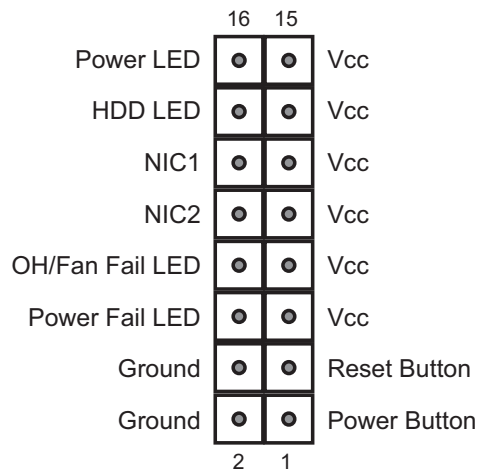 16 15
Power LED Vcc
HDD LED Vcc
NIC1 Vcc
NIC2 Vcc
OH/Fan Fail LED Vcc
Power Fail LED Vcc
Ground Reset Button
Ground Power Button
2 1